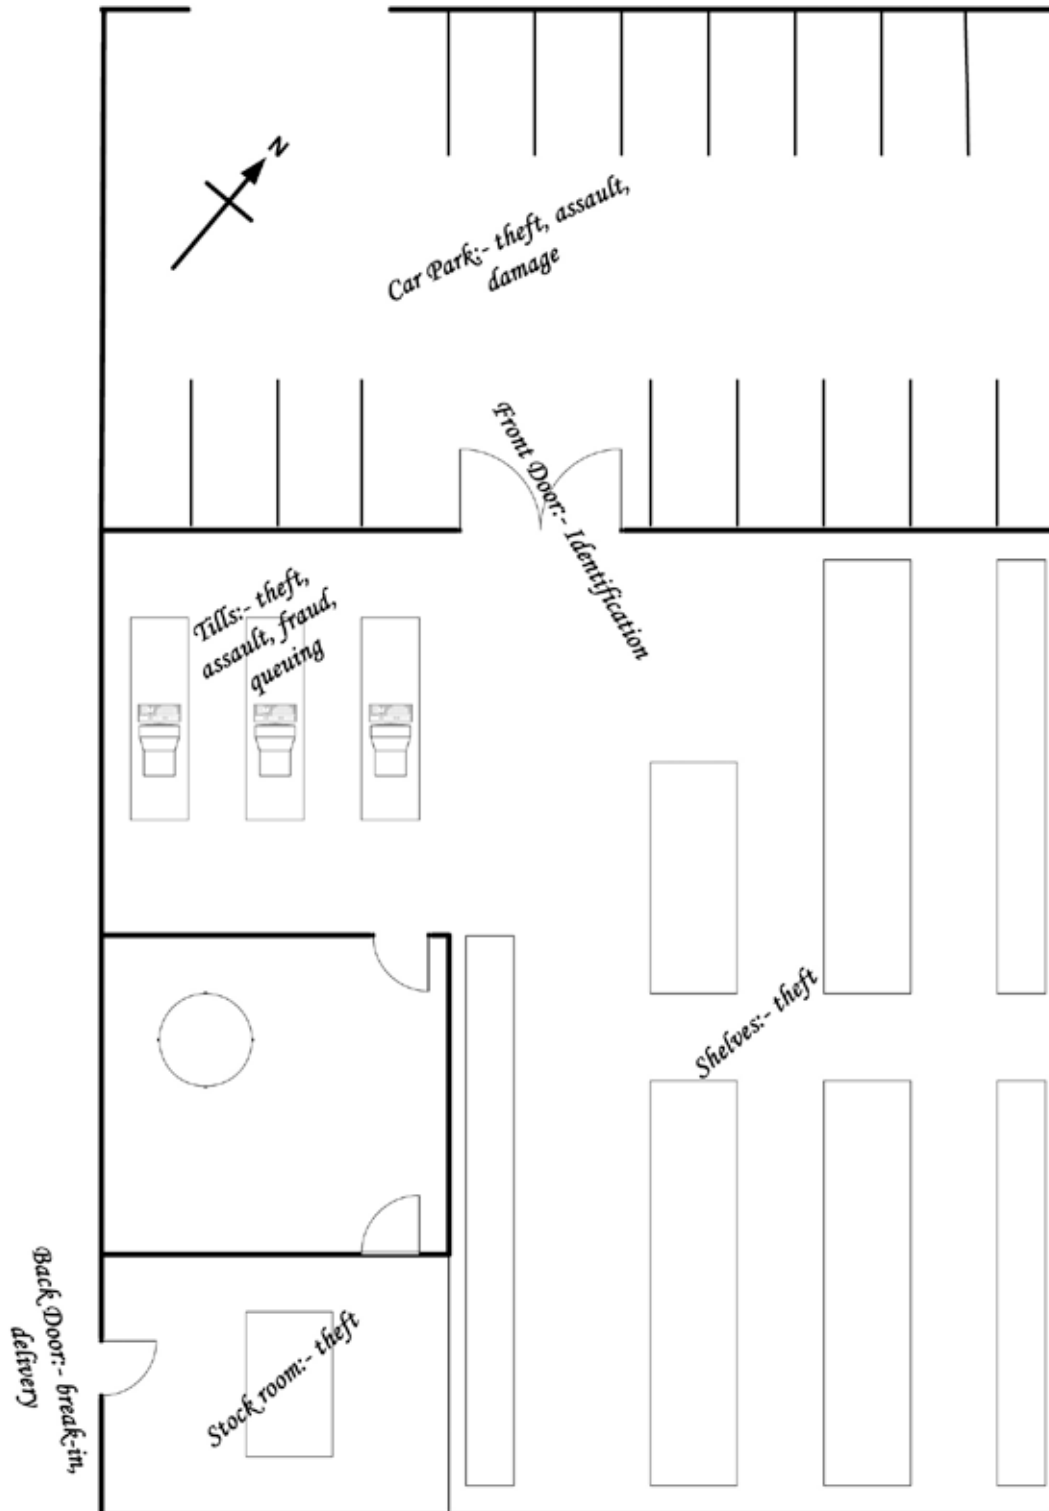 N
Car Park:- theft, assault,
damage
Front Door:- Identification
Tills:- theft,
assault, fraud,
queuing
Shelves:- theft
Back Door:- break-in,
delivery
Stock room:- theft